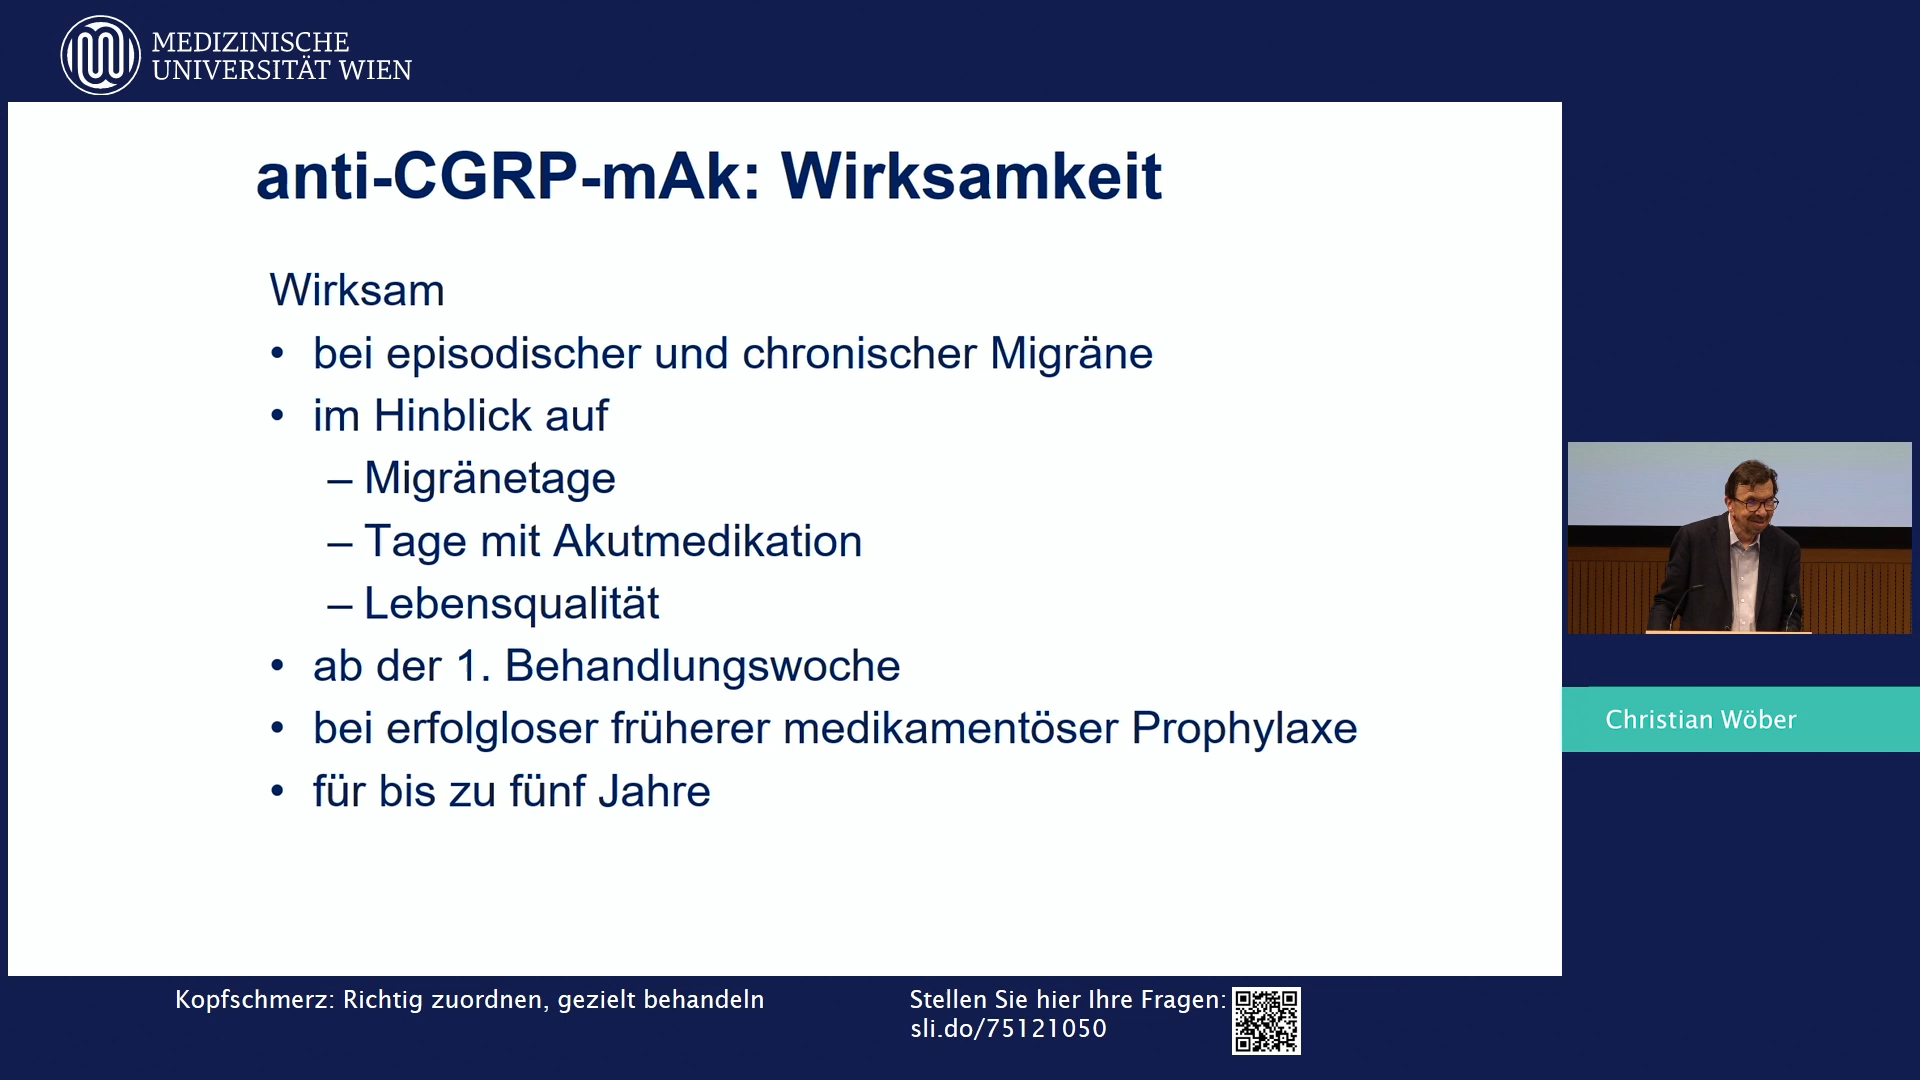 MEDIZINISCHE
UNIVERSITÄT WIEN
anti-CGRP-mAk: Wirksamkeit
Wirksam
• bei episodischer und chronischer Migräne
• im Hinblick auf
– Migränetage
– Tage mit Akutmedikation
– Lebensqualität
• ab der 1. Behandlungswoche
• bei erfolgloser früherer medikamentöser Prophylaxe
• für bis zu fünf Jahre
Christian Wöber
Kopfschmerz: Richtig zuordnen, gezielt behandeln
Stellen Sie hier Ihre Fragen:
sli.do/75121050